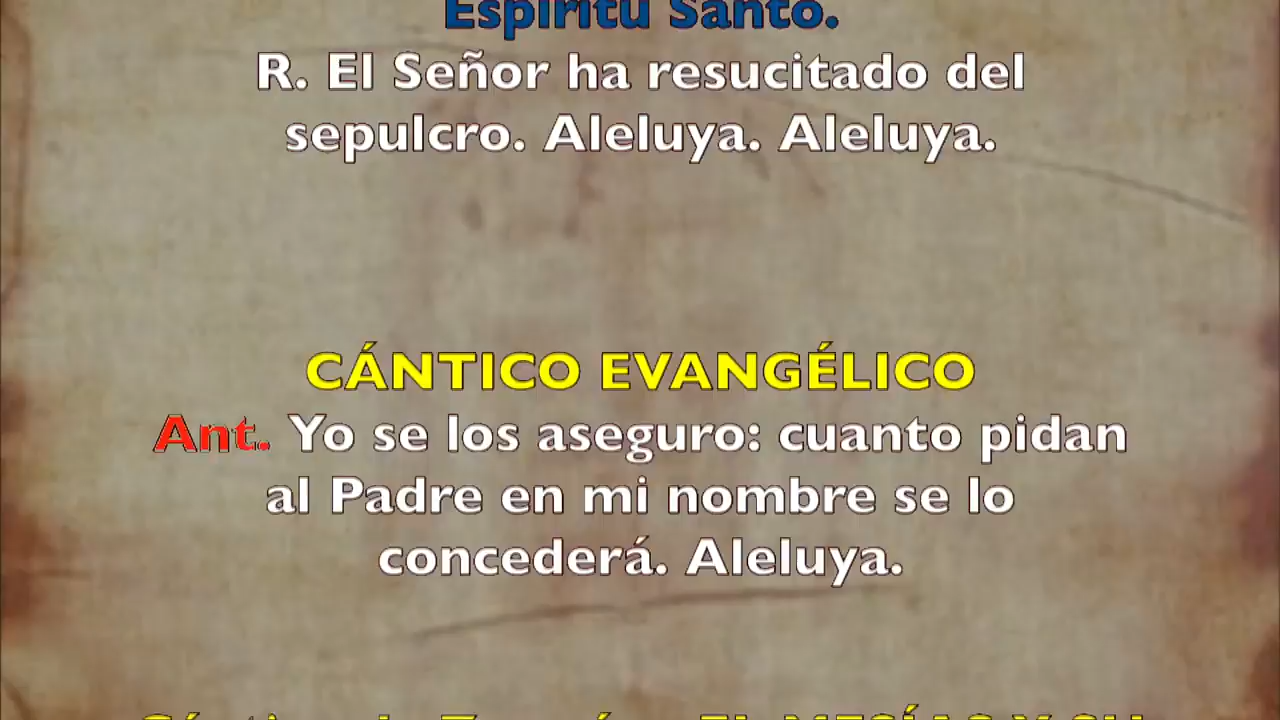 Espíritu Santo.
R. El Señor ha resucitado del
sepulcro. Aleluya. Aleluya.
CÁNTICO EVANGÉLICO
Ant. Yo se los aseguro: cuanto pidan
al Padre en mi nombre se lo
concederá. Aleluya.